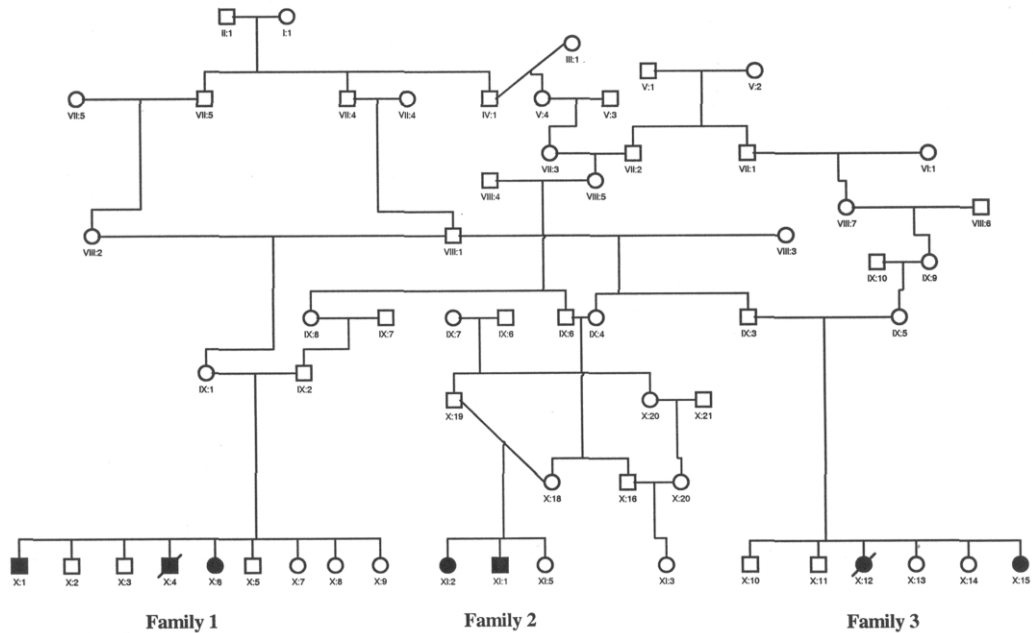 II:1 I:1
III:1
V:1 V:2
VII:5 VII:5 VII:4 VII:4 IV:1 V:4 V:3
VII:3 VII:2 VII:1 VI:1
VIII:4 VIII:5
VIII:7 VIII:6
VIII:2 VIII:1 VIII:3
IX:10 IX:9
IX:8 IX:7 IX:7 IX:6 IX:6 IX:4 IX:3 IX:5
IX:1 IX:2
X:19 X:20 X:21
X:18 X:16 X:20
X:1 X:2 X:3 X:4 X:6 X:5 X:7 X:8 X:9 XI:2 XI:1 XI:5 XI:3 X:10 X:11 X:12 X:13 X:14 X:15
Family 1 Family 2 Family 3